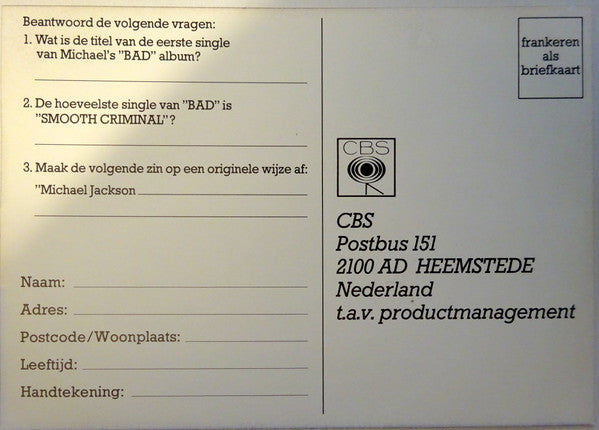 Beantwoord de volgende vragen:
1. Wat is de titel van de eerste single
van Michael's "BAD" album?
2. De hoeveelste single van "BAD" is
"SMOOTH CRIMINAL"?
3. Maak de volgende zin op een originele wijze af:
"Michael Jackson
Naam:
Adres:
Postcode/Woonplaats:
Leeftijd:
Handtekening:
frankeren
als
briefkaart
CBS
CBS
Postbus 151
2100 AD HEEMSTEDE
Nederland
t.a.v. productmanagement